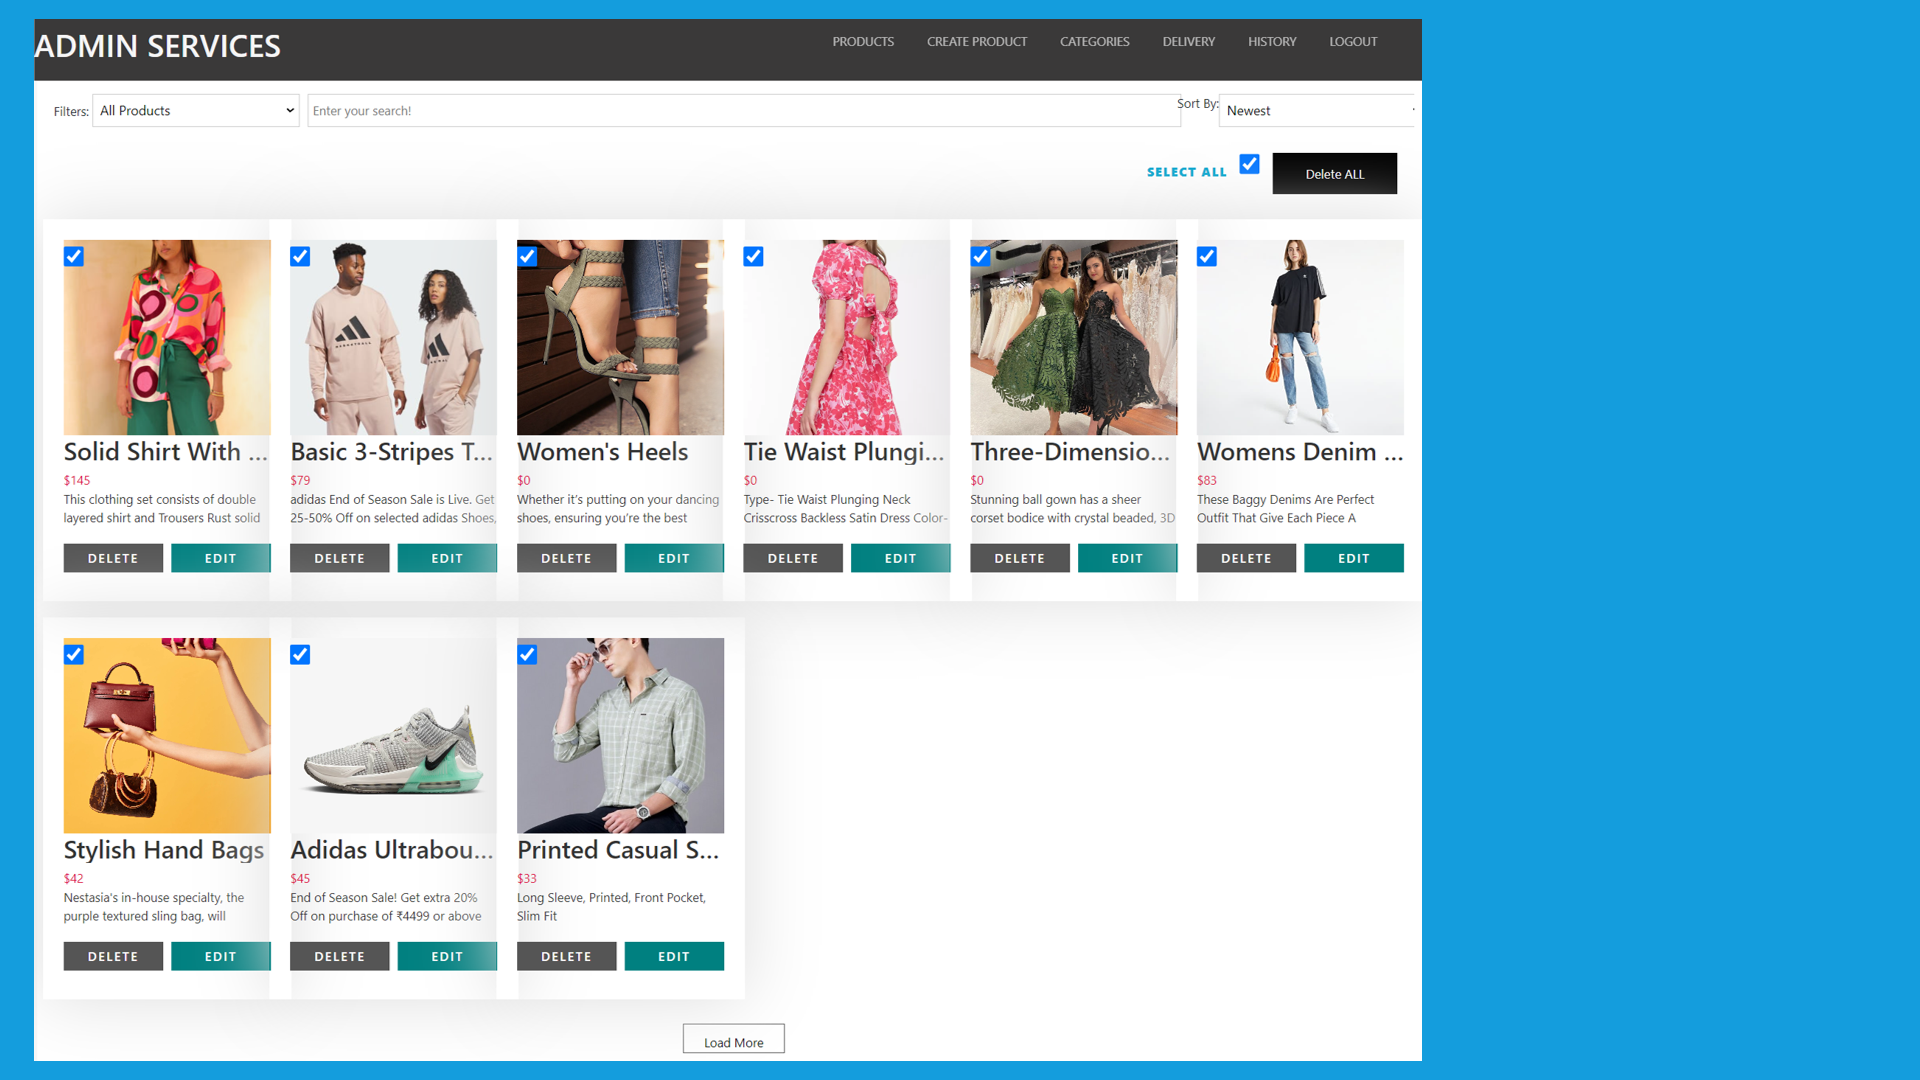 ADMIN SERVICES
PRODUCTS CREATE PRODUCT CATEGORIES DELIVERY HISTORY LOGOUT
Filters: All Products Enter your search! Sort By: Newest
SELECT ALL Delete ALL
BASKETBALL
Solid Shirt With ...
$145
This clothing set consists of double
layered shirt and Trousers Rust solid
DELETE EDIT
Basic 3-Stripes T...
$79
adidas End of Season Sale is Live. Get
25-50% Off on selected adidas Shoes,
DELETE EDIT
Women's Heels
$0
Whether it’s putting on your dancing
shoes, ensuring you’re the best
DELETE EDIT
Tie Waist Plungi...
$0
Type- Tie Waist Plunging Neck
Crisscross Backless Satin Dress Color-
DELETE EDIT
Three-Dimensio...
$0
Stunning ball gown has a sheer
corset bodice with crystal beaded, 3D
DELETE EDIT
Womens Denim ...
$83
These Baggy Denims Are Perfect
Outfit That Give Each Piece A
DELETE EDIT
Stylish Hand Bags
$42
Nestasia's in-house specialty, the
purple textured sling bag, will
DELETE EDIT
Adidas Ultrabou...
$45
End of Season Sale! Get extra 20%
Off on purchase of ₹4499 or above
DELETE EDIT
Printed Casual S...
$33
Long Sleeve, Printed, Front Pocket,
Slim Fit
DELETE EDIT
Load More